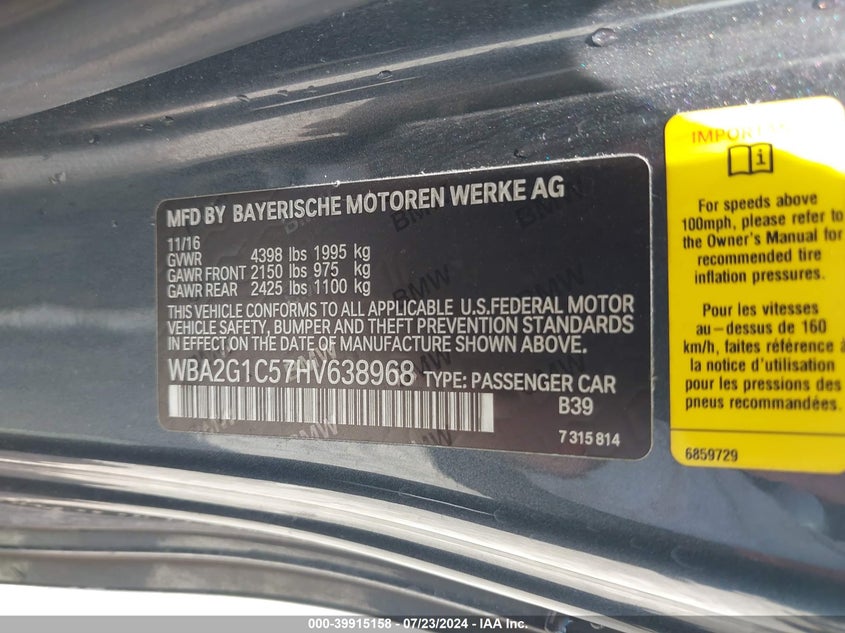 MFD BY BAYERISCHE MOTOREN WERKE AG
11/16
GVWR 4398 lbs 1995 kg
GAWR FRONT 2150 lbs 975 kg
GAWR REAR 2425 lbs 1100 kg
THIS VEHICLE CONFORMS TO ALL APPLICABLE U.S.FEDERAL MOTOR
VEHICLE SAFETY, BUMPER AND THEFT PREVENTION STANDARDS
IN EFFECT ON THE DATE OF MANUFACTURE SHOWN ABOVE.
WBA2G1C57HV638968 TYPE: PASSENGER CAR
B39
7 315 814
BMW
For speeds above
100mph, please refer to
the Owner's Manual for
recommended tire
inflation pressures.
Pour les vitesses
au-dessus de 160
km/h, faites référence
le manuel d'utilisation
pour les pressions des
pneus recommandées.
6859729
000-39915158 - 07/23/2024 - COPYRIGHT IAA, Inc.